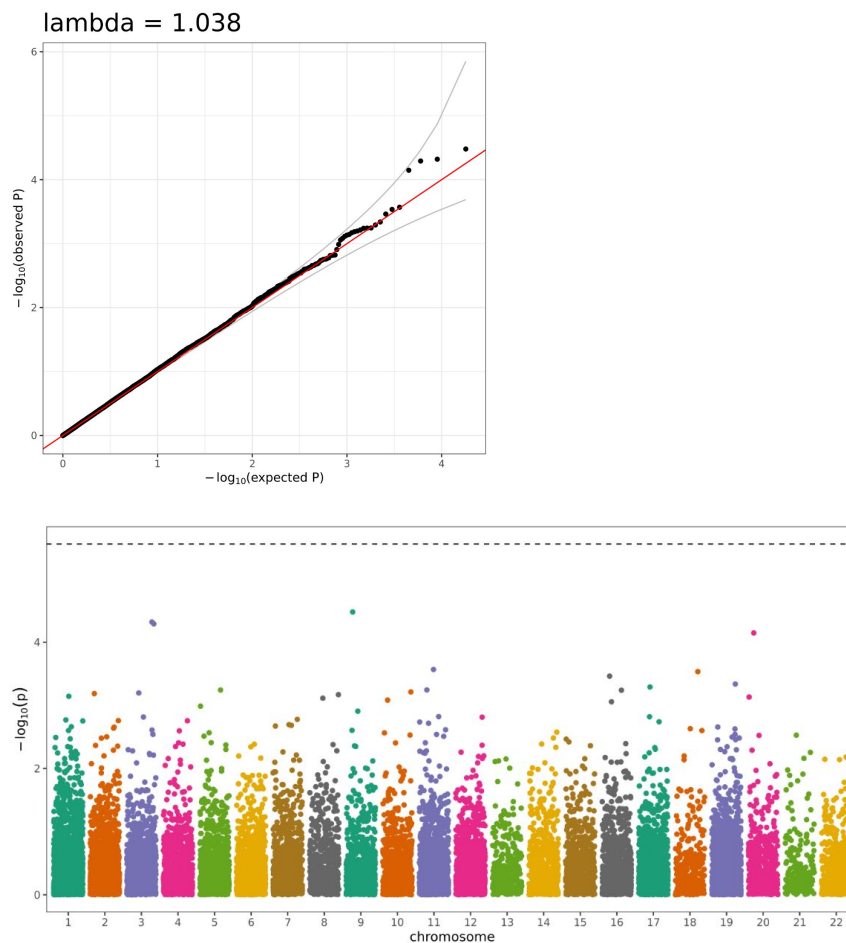 lambda = 1.038
6
4
2
0
−log10(observed P)
0 1 2 3 4
−log10(expected P)
4
2
0
−log10(p)
1 2 3 4 5 6 7 8 9 10 11 12 13 14 15 16 17 18 19 20 21 22
chromosome